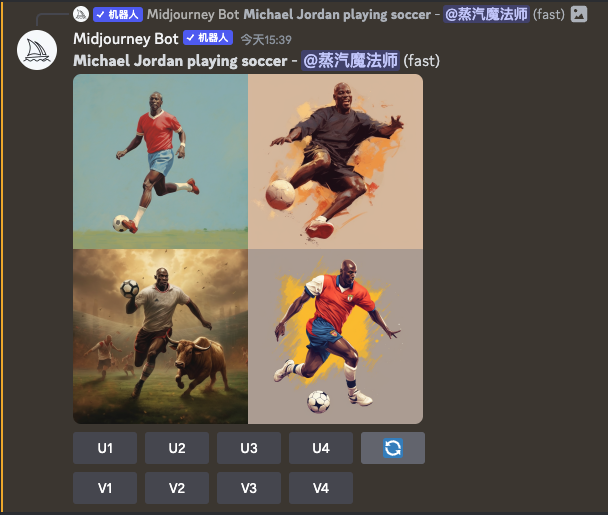 ✓ 机器人 Midjourney Bot Michael Jordan playing soccer - @蒸汽魔法师 (fast)
Midjourney Bot ✓ 机器人 今天15:39
Michael Jordan playing soccer - @蒸汽魔法师 (fast)
U1 U2 U3 U4
V1 V2 V3 V4